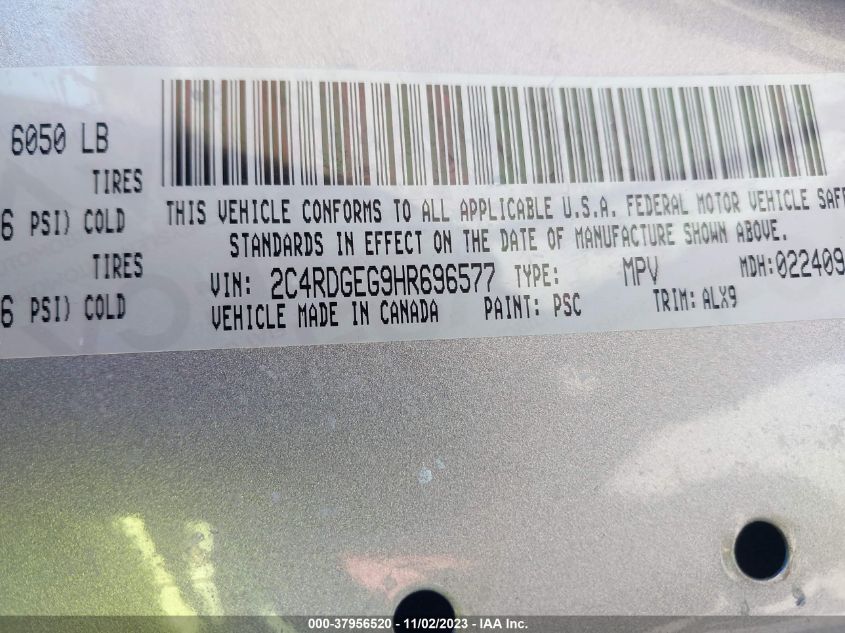 6050 LB
TIRES
6 PSI) COLD
TIRES
6 PSI) COLD
THIS VEHICLE CONFORMS TO ALL APPLICABLE U.S.A. FEDERAL MOTOR VEHICLE SAF
STANDARDS IN EFFECT ON THE DATE OF MANUFACTURE SHOWN ABOVE.
VIN: 2C4RDGEG9HR696577 TYPE: MPV MDH: 022409
VEHICLE MADE IN CANADA PAINT: PSC TRIM: ALX9
000-37956520 - 11/02/2023 - IAA Inc.